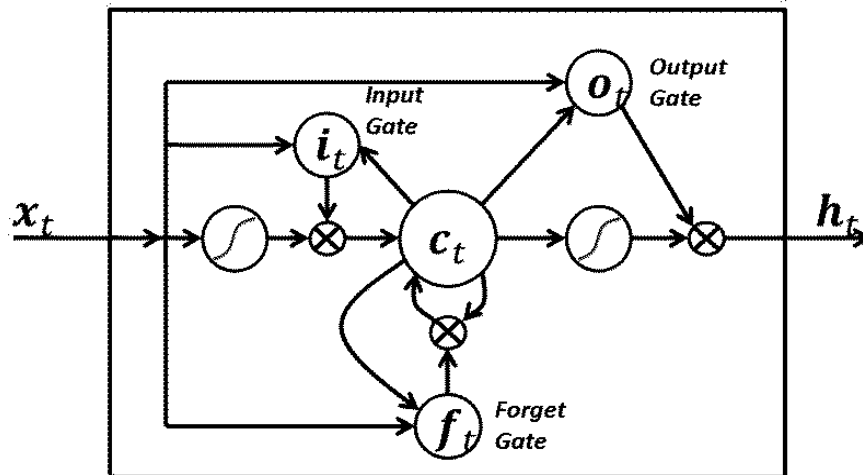 o_t
Output
Gate
Input
Gate
i_t
x_t
c_t
h_t
f_t
Forget
Gate